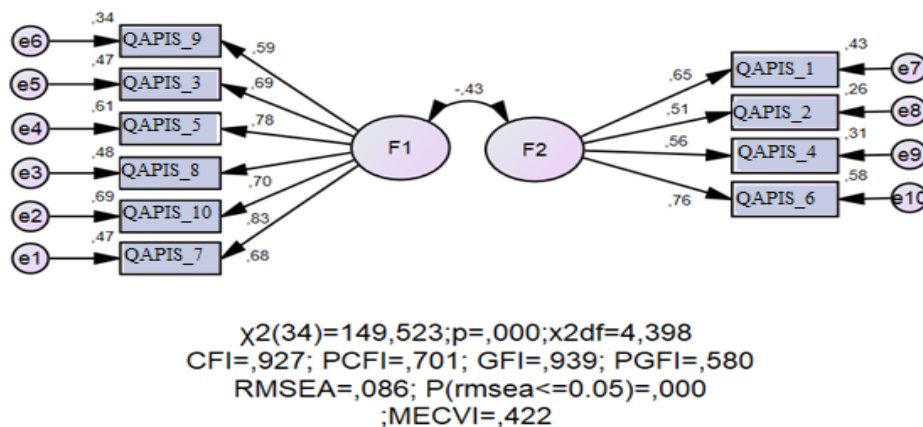 ,34
e6
QAPIS_9
,59
,47
e5
QAPIS_3
,69
,61
e4
QAPIS_5
,78
,48
e3
QAPIS_8
,70
,69
e2
QAPIS_10
,83
,47
e1
QAPIS_7
,68
F1
-,43
F2
,65
QAPIS_1
,43
e7
,51
QAPIS_2
,26
e8
,56
QAPIS_4
,31
e9
,76
QAPIS_6
,58
e10
χ2(34)=149,523;p=,000;x2df=4,398
CFI=,927; PCFI=,701; GFI=,939; PGFI=,580
RMSEA=,086; P(rmsea<=0.05)=,000
;MECVI=,422